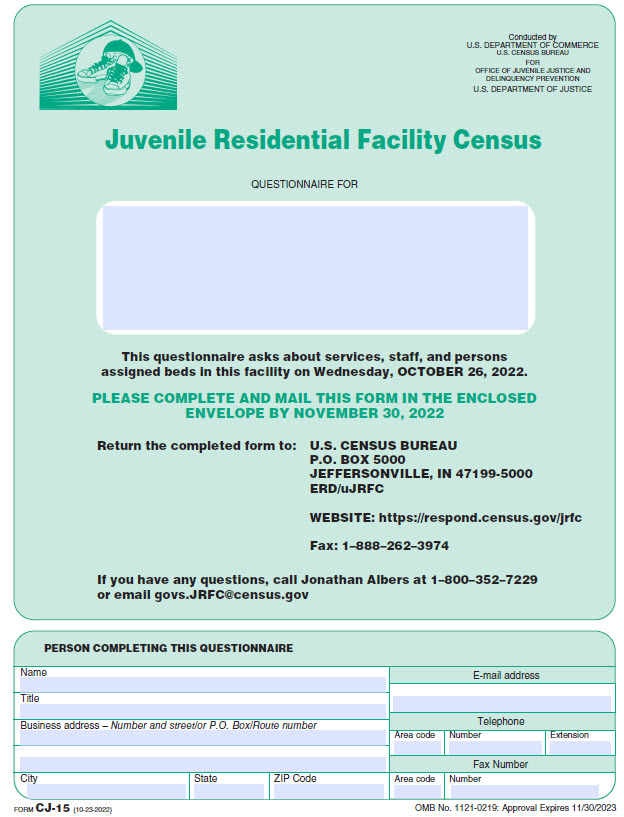 Conducted by
U.S. DEPARTMENT OF COMMERCE
U.S. CENSUS BUREAU
FOR
OFFICE OF JUVENILE JUSTICE AND
DELINQUENCY PREVENTION
U.S. DEPARTMENT OF JUSTICE
Juvenile Residential Facility Census
QUESTIONNAIRE FOR
This questionnaire asks about services, staff, and persons
assigned beds in this facility on Wednesday, OCTOBER 26, 2022.
PLEASE COMPLETE AND MAIL THIS FORM IN THE ENCLOSED
ENVELOPE BY NOVEMBER 30, 2022
Return the completed form to: U.S. CENSUS BUREAU
P.O. BOX 5000
JEFFERSONVILLE, IN 47199-5000
ERD/uJRFC
WEBSITE: https://respond.census.gov/jrfc
Fax: 1–888–262–3974
If you have any questions, call Jonathan Albers at 1–800–352–7229
or email govs.JRFC@census.gov
PERSON COMPLETING THIS QUESTIONNAIRE
Name
E-mail address
Title
Business address – Number and street/or P.O. Box/Route number
Telephone
Area code Number Extension
Fax Number
City State ZIP Code Area code Number
FORM CJ-15 (10-23-2022) OMB No. 1121-0219: Approval Expires 11/30/2023